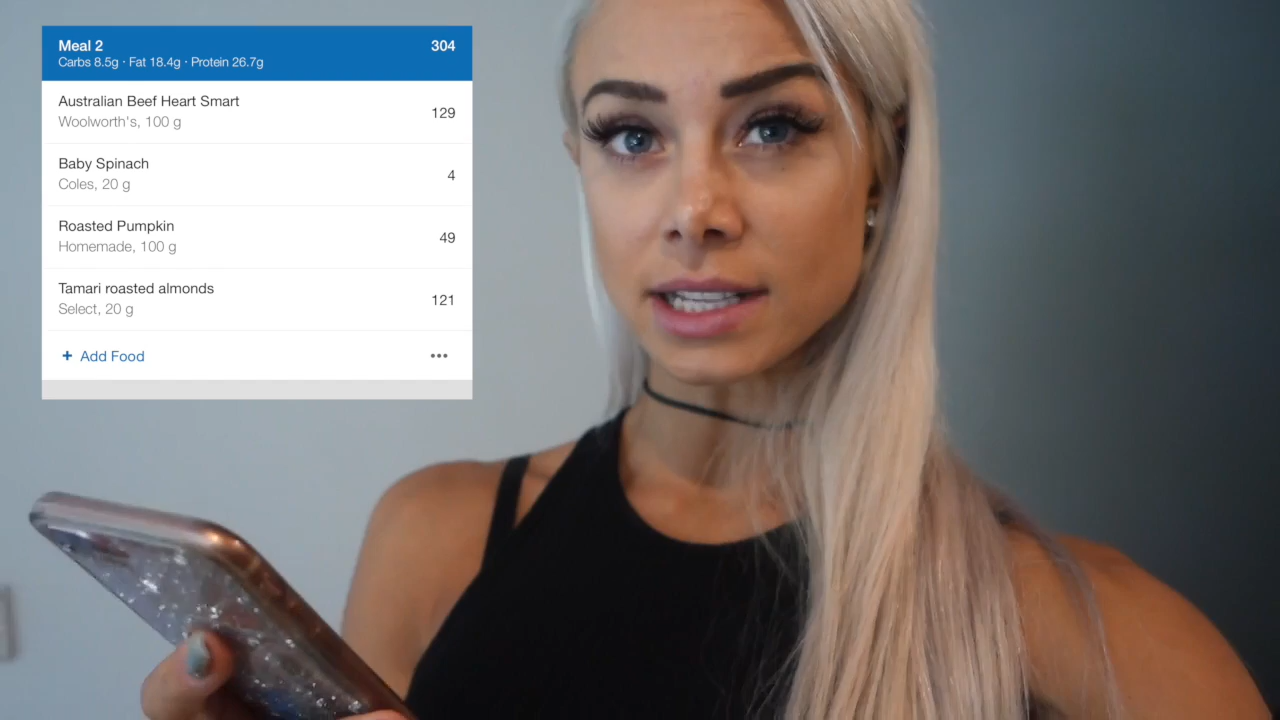 Meal 2 304
Carbs 8.5g · Fat 18.4g · Protein 26.7g
Australian Beef Heart Smart 129
Woolworth's, 100 g
Baby Spinach 4
Coles, 20 g
Roasted Pumpkin 49
Homemade, 100 g
Tamari roasted almonds 121
Select, 20 g
+ Add Food •••